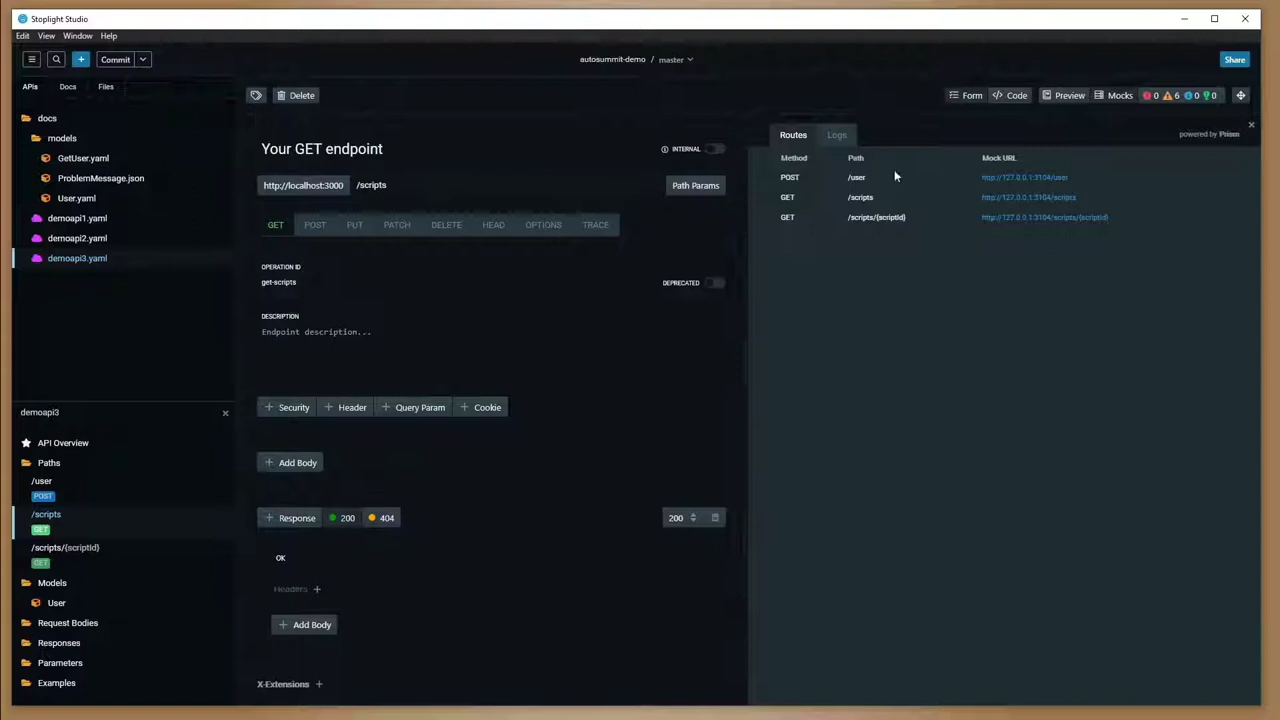 Stoplight Studio
Edit View Window Help
Commit
autosummit-demo / master
Share
APIs Docs Files
Delete
Form Code Preview Mocks 0 6 0 0
docs
models
GetUser.yaml
ProblemMessage.json
User.yaml
demoapi1.yaml
demoapi2.yaml
demoapi3.yaml
demoapi3
API Overview
Paths
/user
POST
/scripts
GET
/scripts/{scriptId}
GET
Models
User
Request Bodies
Responses
Parameters
Examples
Your GET endpoint
INTERNAL
http://localhost:3000 /scripts
Path Params
GET POST PUT PATCH DELETE HEAD OPTIONS TRACE
OPERATION ID
get-scripts
DEPRECATED
DESCRIPTION
Endpoint description...
+ Security + Header + Query Param + Cookie
+ Add Body
+ Response 200 404
200
OK
Headers +
+ Add Body
X-Extensions +
Routes Logs
powered by Prism
Method Path Mock URL
POST /user http://127.0.0.1:3104/user
GET /scripts http://127.0.0.1:3104/scripts
GET /scripts/{scriptId} http://127.0.0.1:3104/scripts/{scriptId}